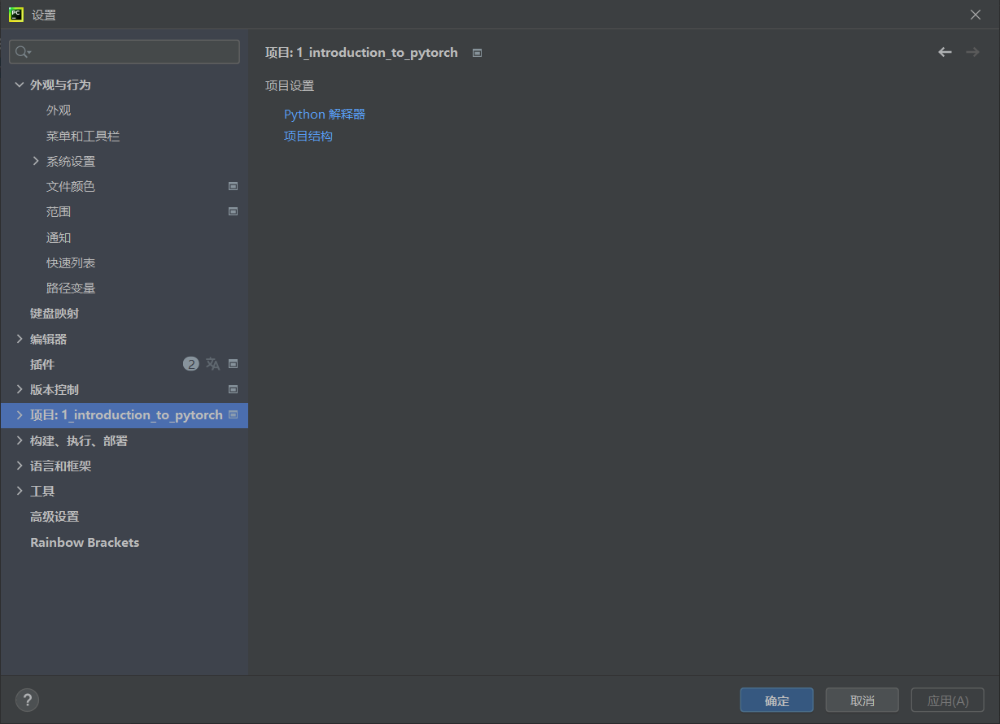 PC 设置
外观与行为
外观
菜单和工具栏
系统设置
文件颜色
范围
通知
快速列表
路径变量
键盘映射
编辑器
插件 2
版本控制
项目: 1_introduction_to_pytorch
构建、执行、部署
语言和框架
工具
高级设置
Rainbow Brackets
项目: 1_introduction_to_pytorch
项目设置
Python 解释器
项目结构
?
确定
取消
应用(A)